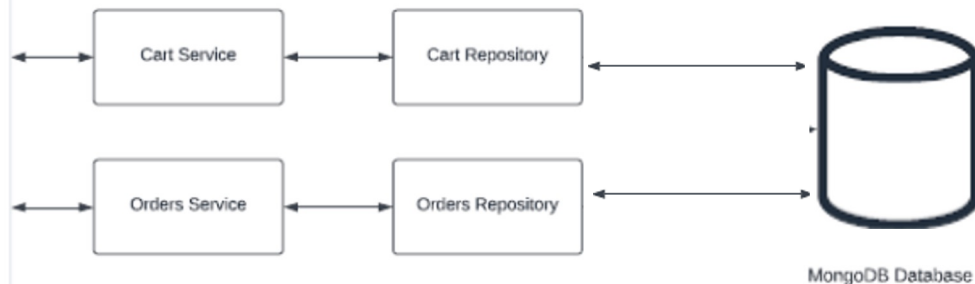 Cart Service
Cart Repository
Orders Service
Orders Repository
MongoDB Database